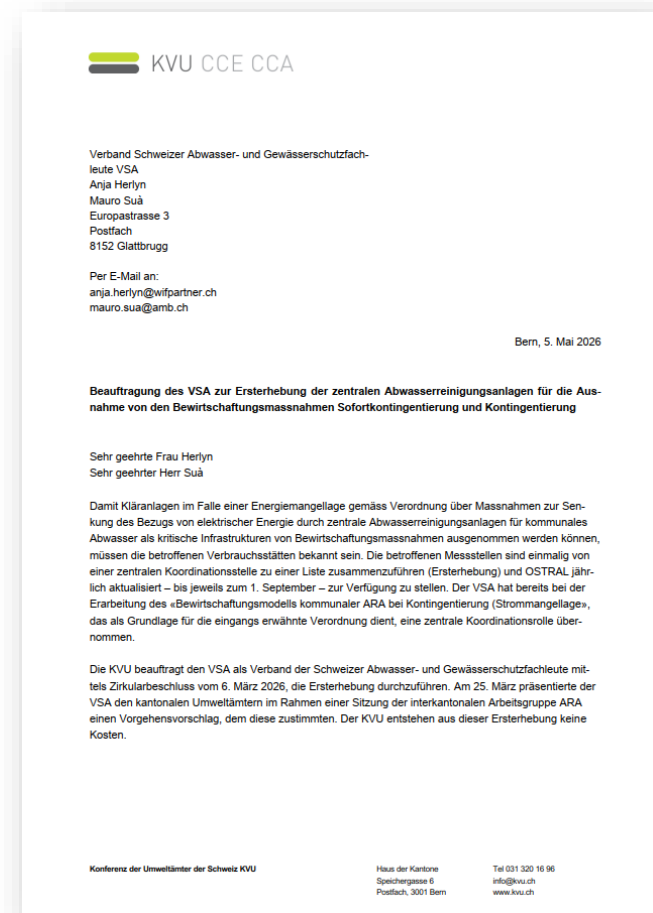 KVU CCE CCA
Verband Schweizer Abwasser- und Gewässerschutzfach-
leute VSA
Anja Herlyn
Mauro Suà
Europastrasse 3
Postfach
8152 Glattbrugg
Per E-Mail an:
anja.herlyn@wifpartner.ch
mauro.sua@amb.ch
Bern, 5. Mai 2026
Beauftragung des VSA zur Ersterhebung der zentralen Abwasserreinigungsanlagen für die Aus-
nahme von den Bewirtschaftungsmassnahmen Sofortkontingentierung und Kontingentierung
Sehr geehrte Frau Herlyn
Sehr geehrter Herr Suà
Damit Kläranlagen im Falle einer Energiemangellage gemäss Verordnung über Massnahmen zur Sen-
kung des Bezugs von elektrischer Energie durch zentrale Abwasserreinigungsanlagen für kommunales
Abwasser als kritische Infrastrukturen von Bewirtschaftungsmassnahmen ausgenommen werden können,
müssen die betroffenen Verbrauchsstätten bekannt sein. Die betroffenen Messstellen sind einmalig von
einer zentralen Koordinationsstelle zu einer Liste zusammenzuführen (Ersterhebung) und OSTRAL jähr-
lich aktualisiert – bis jeweils zum 1. September – zur Verfügung zu stellen. Der VSA hat bereits bei der
Erarbeitung des «Bewirtschaftungsmodells kommunaler ARA bei Kontingentierung (Strommangellage»,
das als Grundlage für die eingangs erwähnte Verordnung dient, eine zentrale Koordinationsrolle über-
nommen.
Die KVU beauftragt den VSA als Verband der Schweizer Abwasser- und Gewässerschutzfachleute mit-
tels Zirkularbeschluss vom 6. März 2026, die Ersterhebung durchzuführen. Am 25. März präsentierte der
VSA den kantonalen Umweltämtern im Rahmen einer Sitzung der interkantonalen Arbeitsgruppe ARA
einen Vorgehensvorschlag, dem diese zustimmten. Der KVU entstehen aus dieser Ersterhebung keine
Kosten.
Konferenz der Umweltämter der Schweiz KVU
Haus der Kantone
Speichergasse 6
Postfach, 3001 Bern
Tel 031 320 16 96
info@kvu.ch
www.kvu.ch